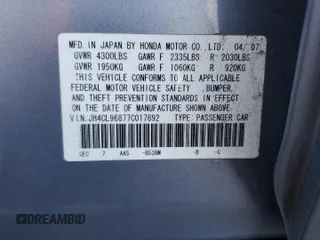 MFD. IN JAPAN BY HONDA MOTOR CO., LTD. 04/07
GVWR 4300LBS GAWR F 2335LBS R 2030LBS
GVWR 1950KG GAWR F 1060KG R 920KG
THIS VEHICLE CONFORMS TO ALL APPLICABLE
FEDERAL MOTOR VEHICLE SAFETY, BUMPER,
AND THEFT PREVENTION STANDARDS IN EFFECT ON
THE DATE OF MANUFACTURE SHOWN ABOVE.
V.I.N: JH4CL96877C017892 TYPE: PASSENGER CAR
-B -C
© DREAMBID